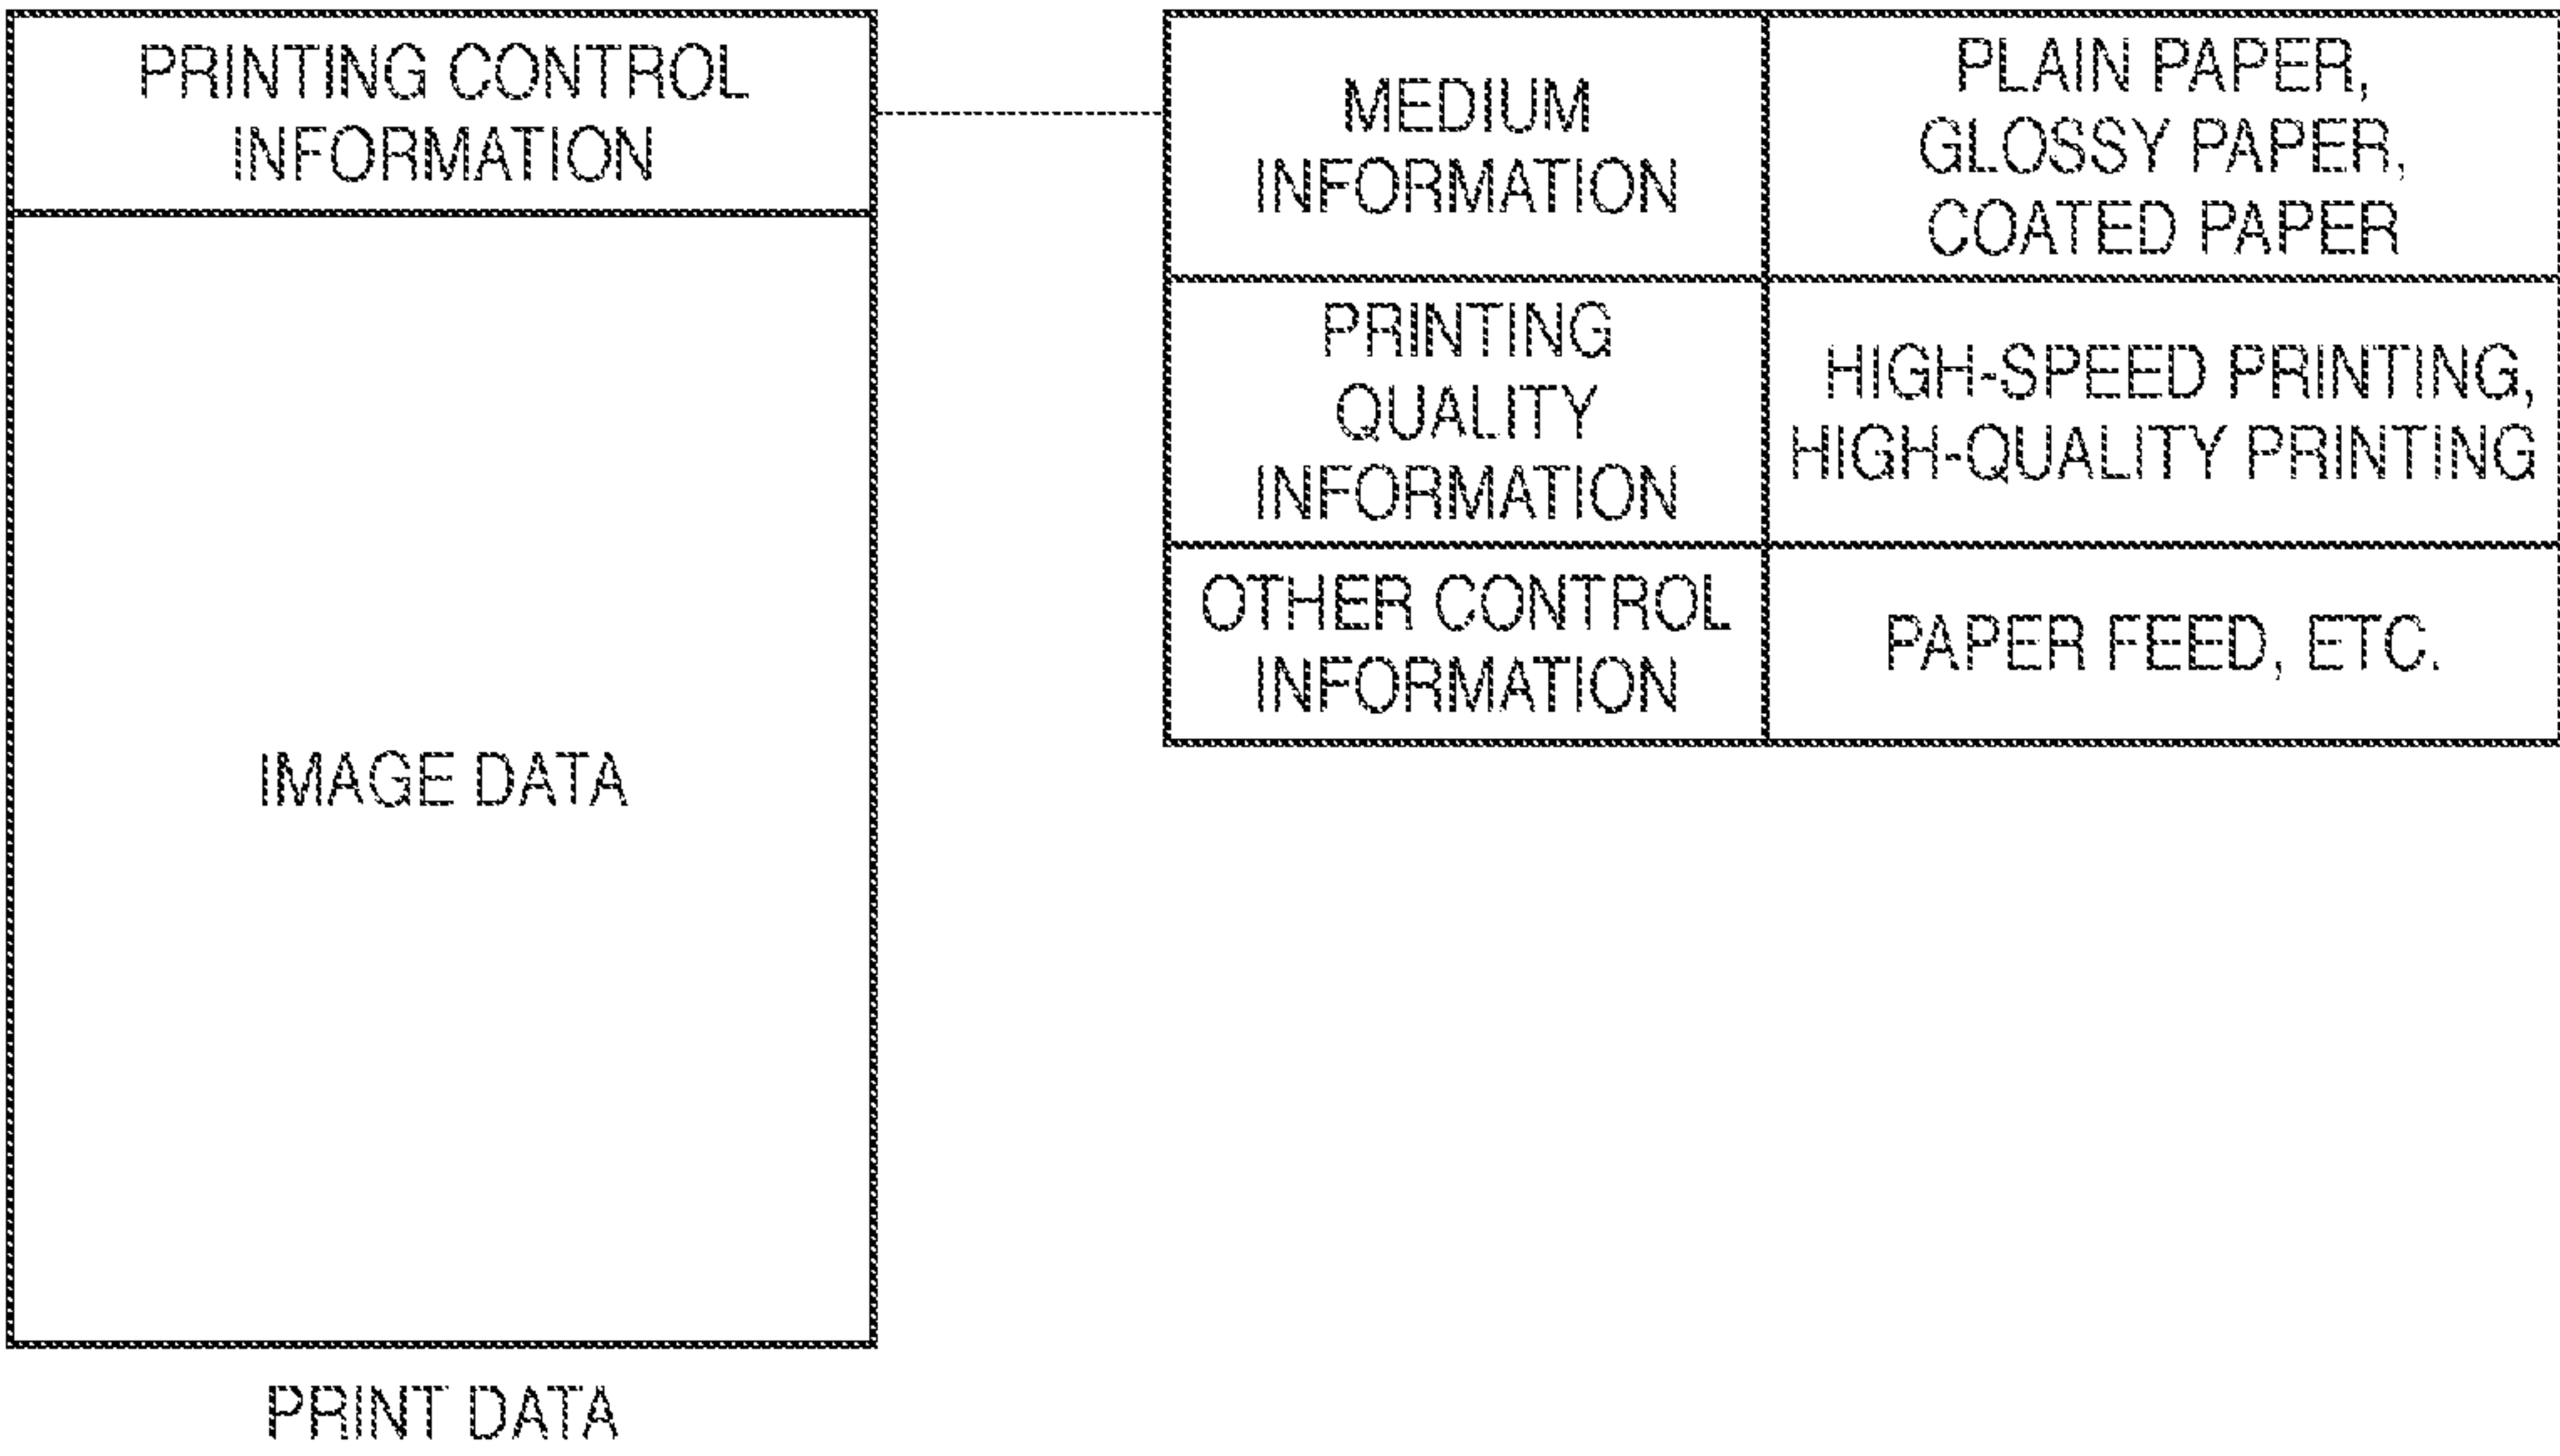 PRINTING CONTROL
INFORMATION
IMAGE DATA
PRINT DATA
MEDIUM
INFORMATION
PLAIN PAPER,
GLOSSY PAPER,
COATED PAPER
PRINTING
QUALITY
INFORMATION
HIGH-SPEED PRINTING,
HIGH-QUALITY PRINTING
OTHER CONTROL
INFORMATION
PAPER FEED, ETC.